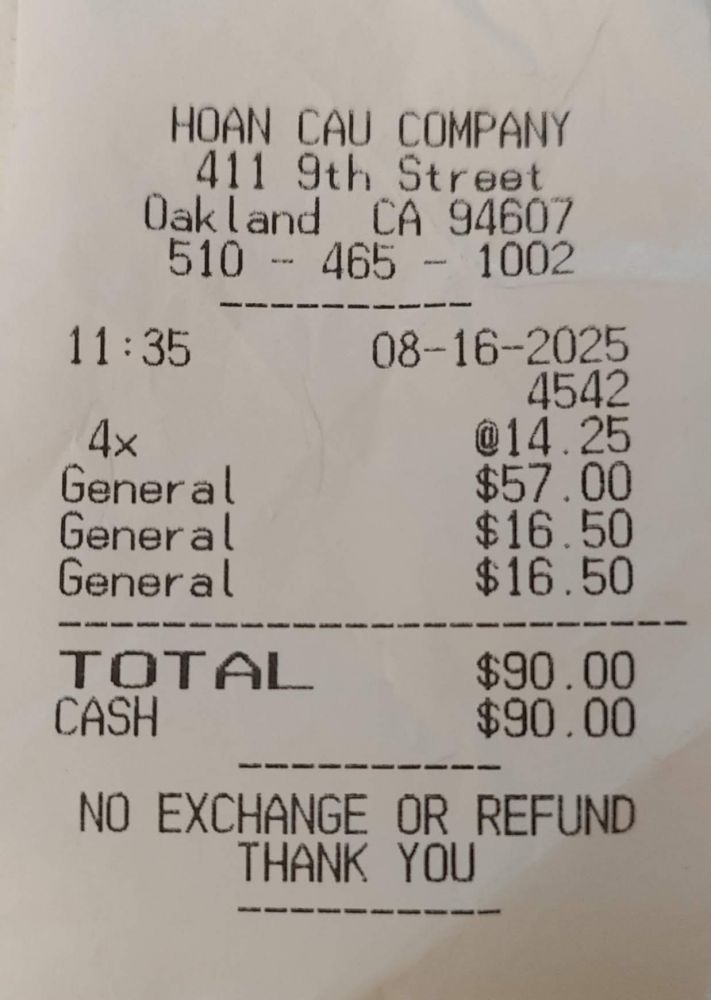 HOAN CAU COMPANY
411 9th Street
Oakland CA 94607
510 - 465 - 1002
----------
11:35 08-16-2025
4542
4x @14.25
General $57.00
General $16.50
General $16.50
------------------------
TOTAL $90.00
CASH $90.00
----------
NO EXCHANGE OR REFUND
THANK YOU
----------